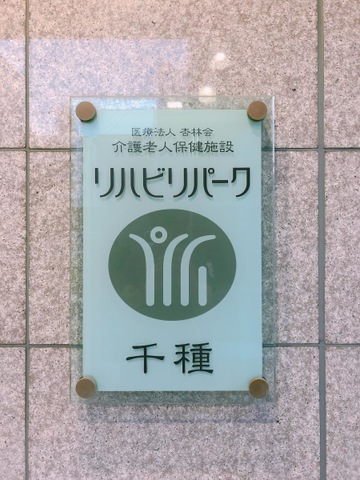 医療法人 杏林会
介護老人保健施設
リハビリパーク
千種